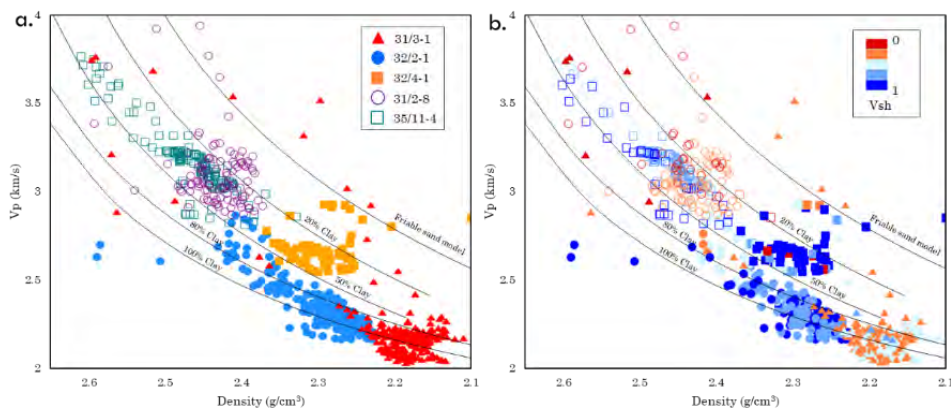 a.
4
3.5
3
2.5
2
Vp (km/s)
31/3-1
32/2-1
32/4-1
31/2-8
35/11-4
Friable sand model
20% Clay
50% Clay
80% Clay
100% Clay
2.6
2.5
2.4
2.3
2.2
2.1
Density (g/cm³)
b.
4
3.5
3
2.5
2
Vp (km/s)
0
1
Vsh
Friable sand model
20% Clay
50% Clay
80% Clay
100% Clay
2.6
2.5
2.4
2.3
2.2
2.1
Density (g/cm³)